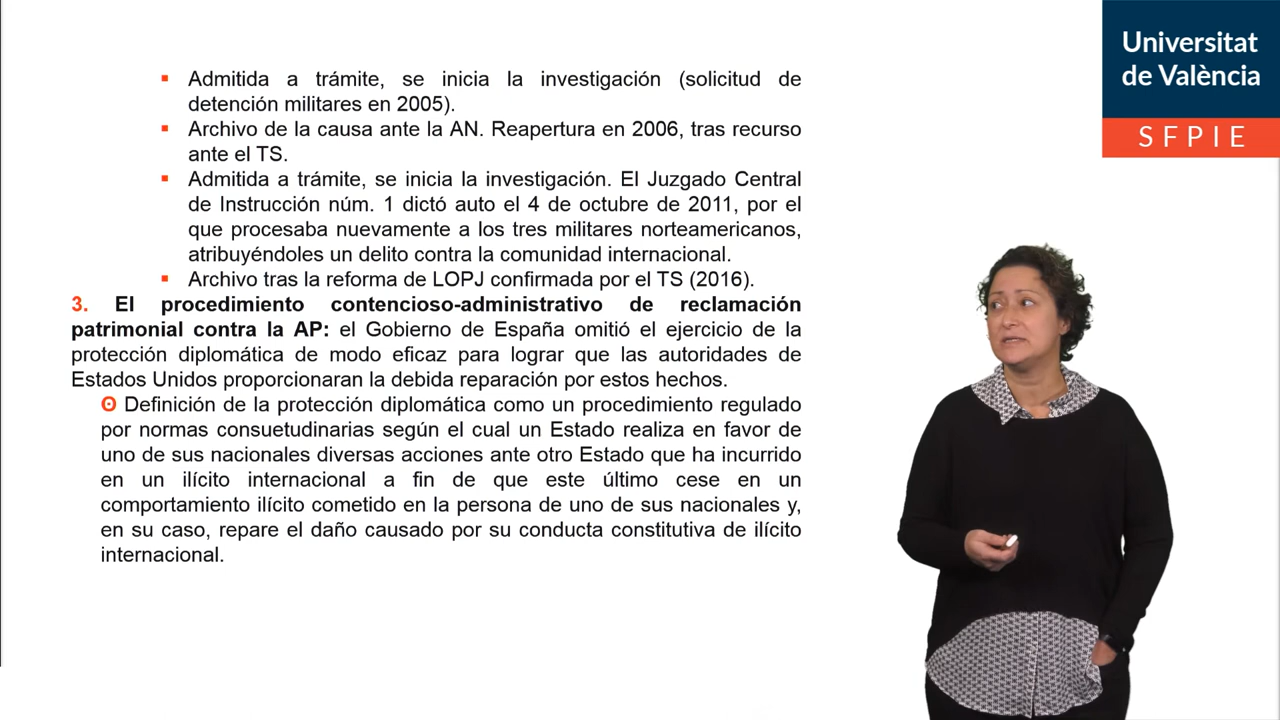 Universitat
de València
SFPIE
▪ Admitida a trámite, se inicia la investigación (solicitud de
detención militares en 2005).
▪ Archivo de la causa ante la AN. Reapertura en 2006, tras recurso
ante el TS.
▪ Admitida a trámite, se inicia la investigación. El Juzgado Central
de Instrucción núm. 1 dictó auto el 4 de octubre de 2011, por el
que procesaba nuevamente a los tres militares norteamericanos,
atribuyéndoles un delito contra la comunidad internacional.
▪ Archivo tras la reforma de LOPJ confirmada por el TS (2016).
3. El procedimiento contencioso-administrativo de reclamación
patrimonial contra la AP: el Gobierno de España omitió el ejercicio de la
protección diplomática de modo eficaz para lograr que las autoridades de
Estados Unidos proporcionaran la debida reparación por estos hechos.
ʘ Definición de la protección diplomática como un procedimiento regulado
por normas consuetudinarias según el cual un Estado realiza en favor de
uno de sus nacionales diversas acciones ante otro Estado que ha incurrido
en un ilícito internacional a fin de que este último cese en un
comportamiento ilícito cometido en la persona de uno de sus nacionales y,
en su caso, repare el daño causado por su conducta constitutiva de ilícito
internacional.